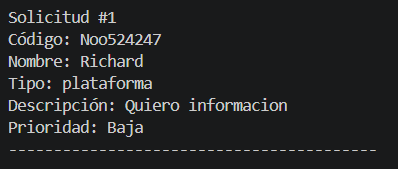 Solicitud #1
Código: Noo524247
Nombre: Richard
Tipo: plataforma
Descripción: Quiero informacion
Prioridad: Baja
-----------------------------------------